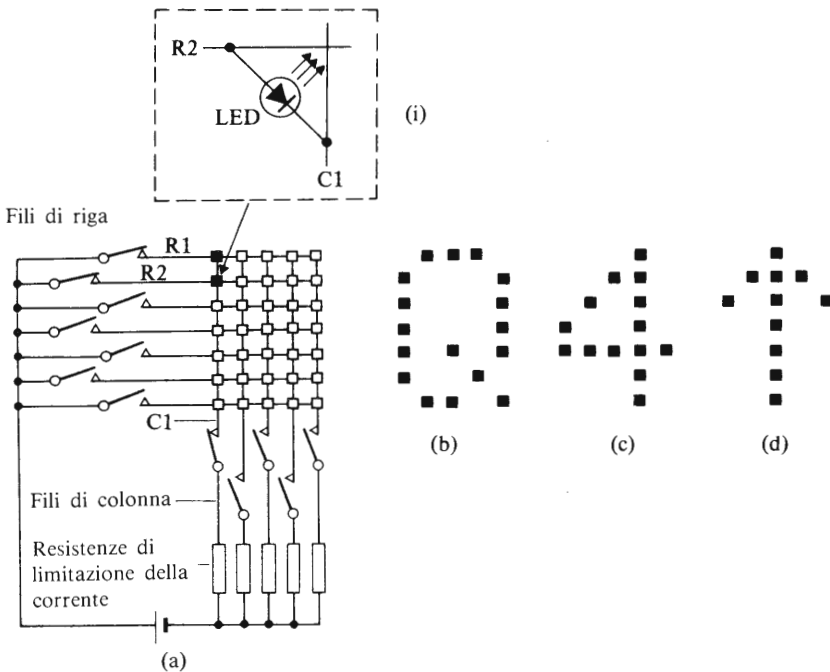 R2
LED
C1
(i)
Fili di riga
R1
R2
C1
Fili di colonna
Resistenze di
limitazione della
corrente
(a)
(b)
(c)
(d)